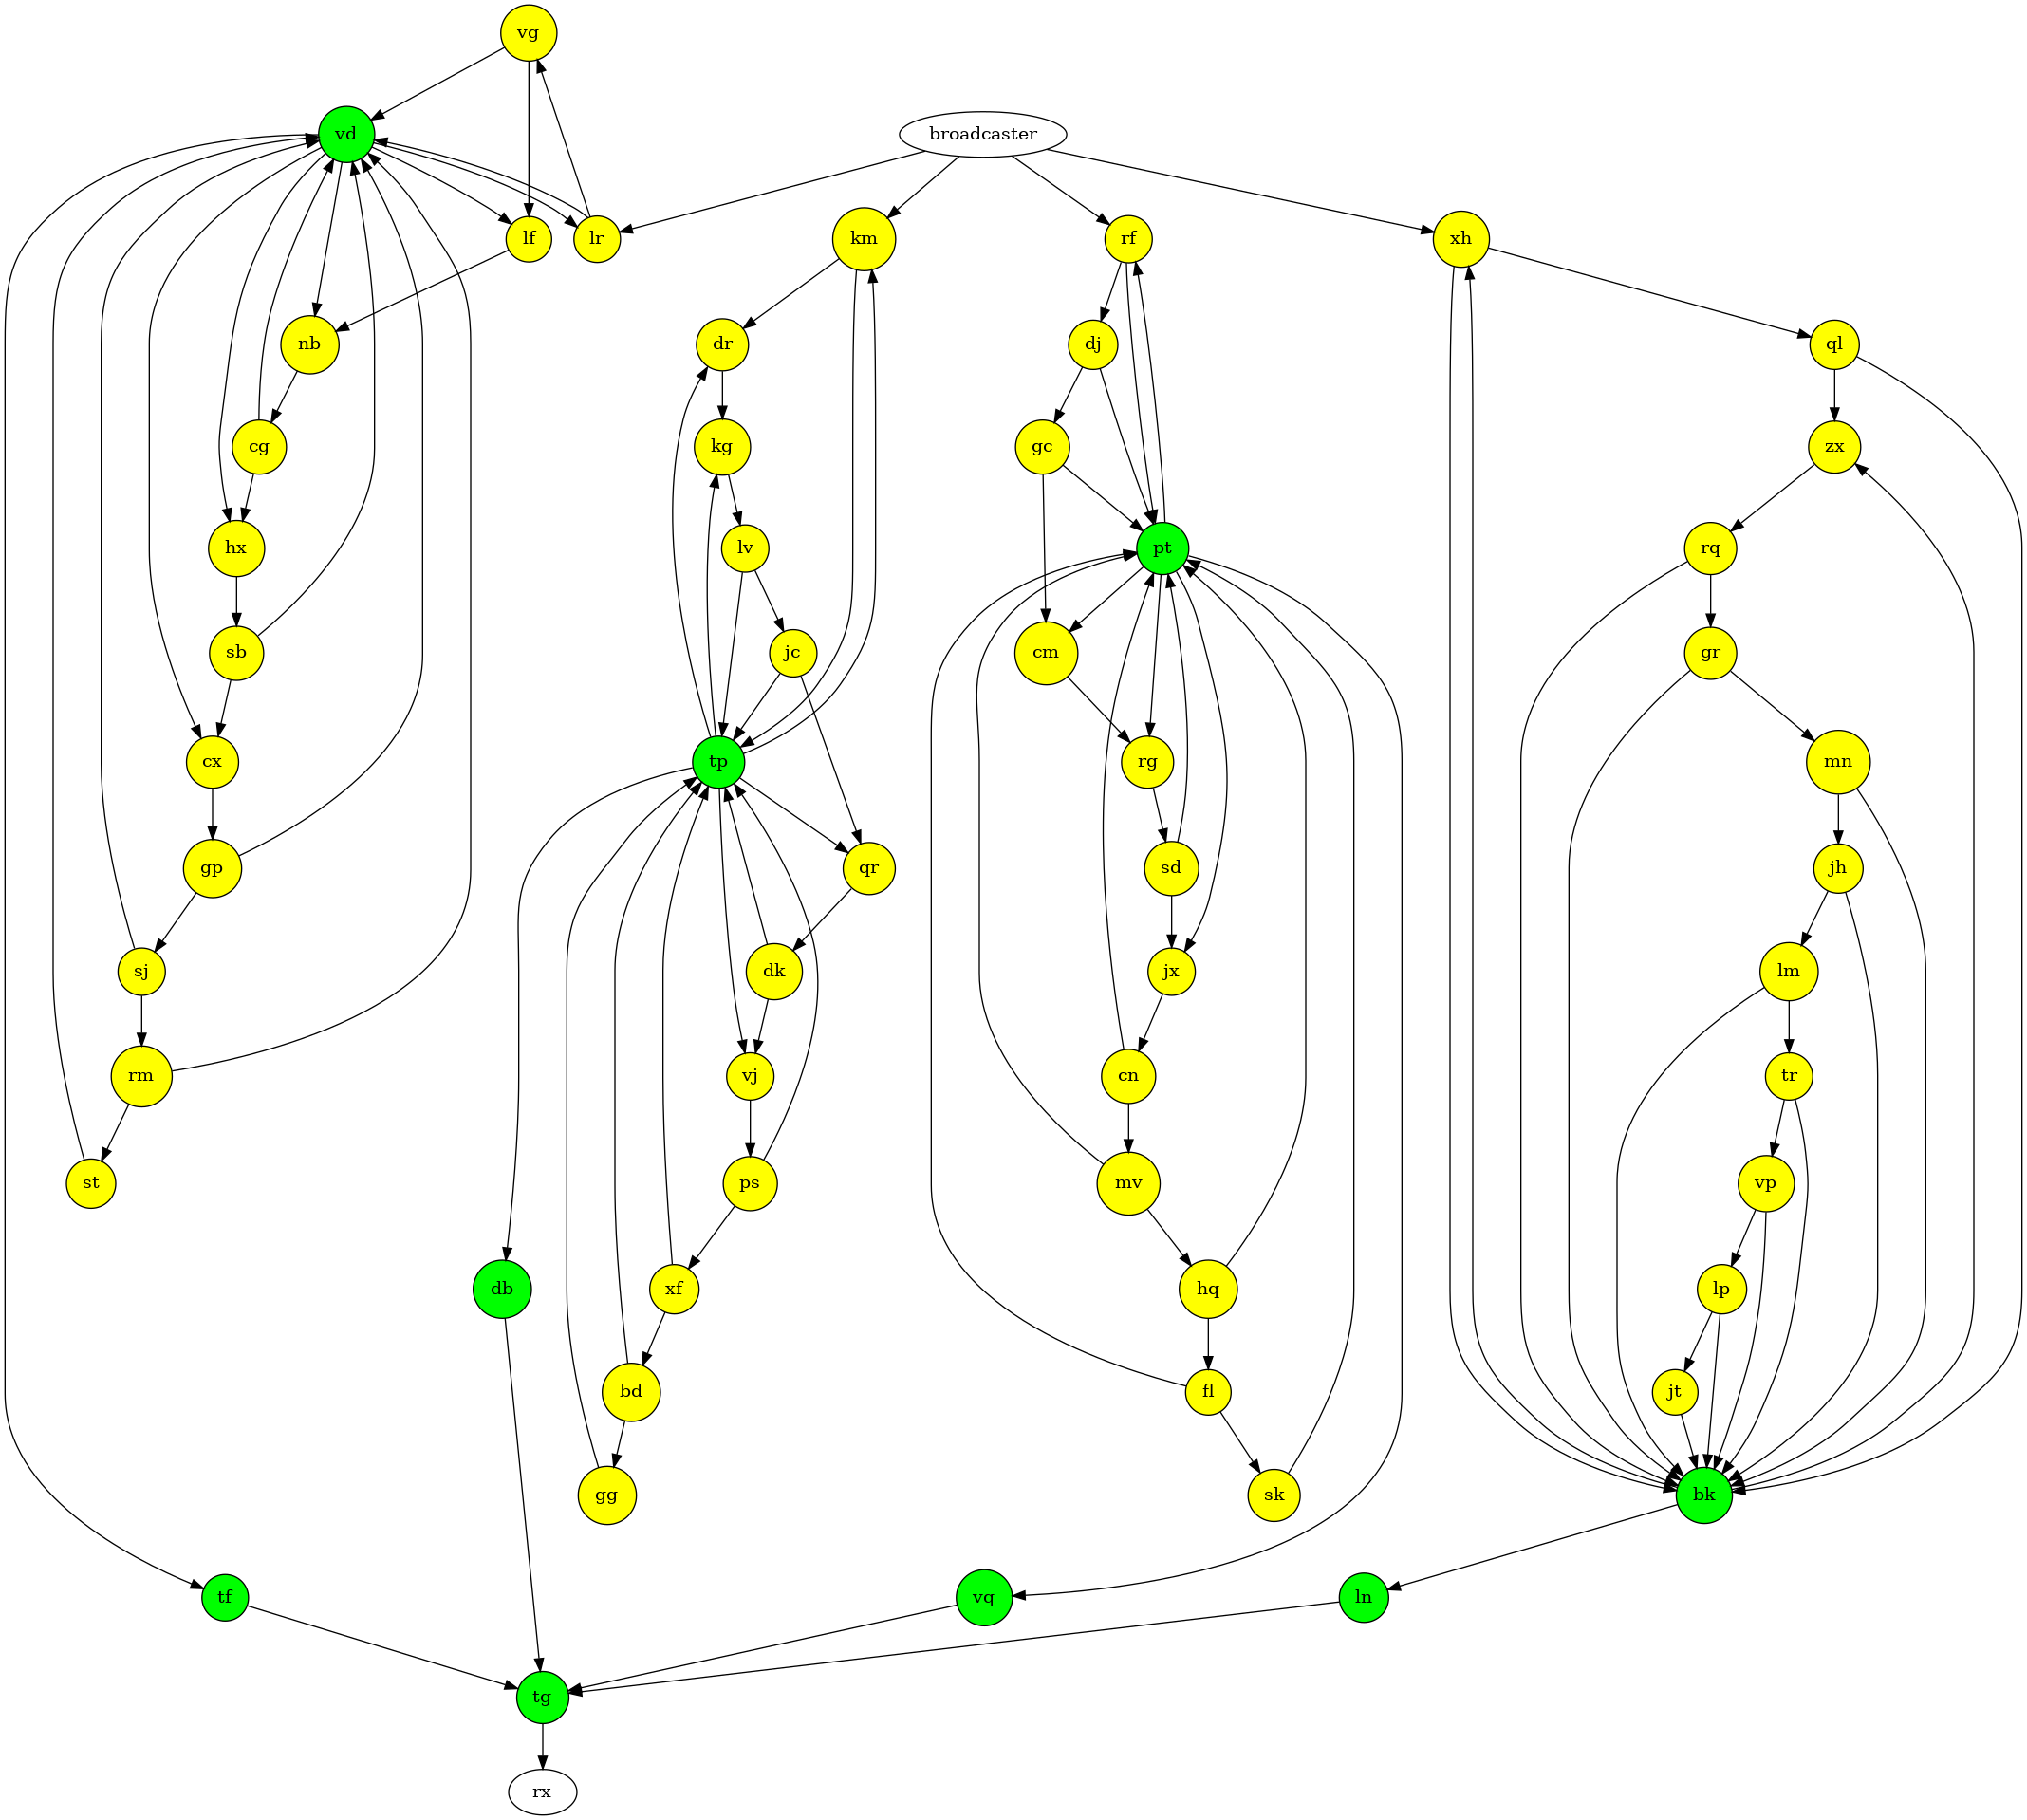 vg
vd
broadcaster
lf
lr
km
rf
xh
nb
dr
dj
ql
cg
kg
gc
zx
hx
lv
pt
rq
sb
jc
cm
gr
cx
tp
rg
mn
gp
qr
sd
jh
sj
dk
jx
lm
rm
vj
cn
tr
st
ps
mv
vp
db
xf
hq
lp
bd
fl
jt
gg
sk
bk
tf
vq
ln
tg
rx